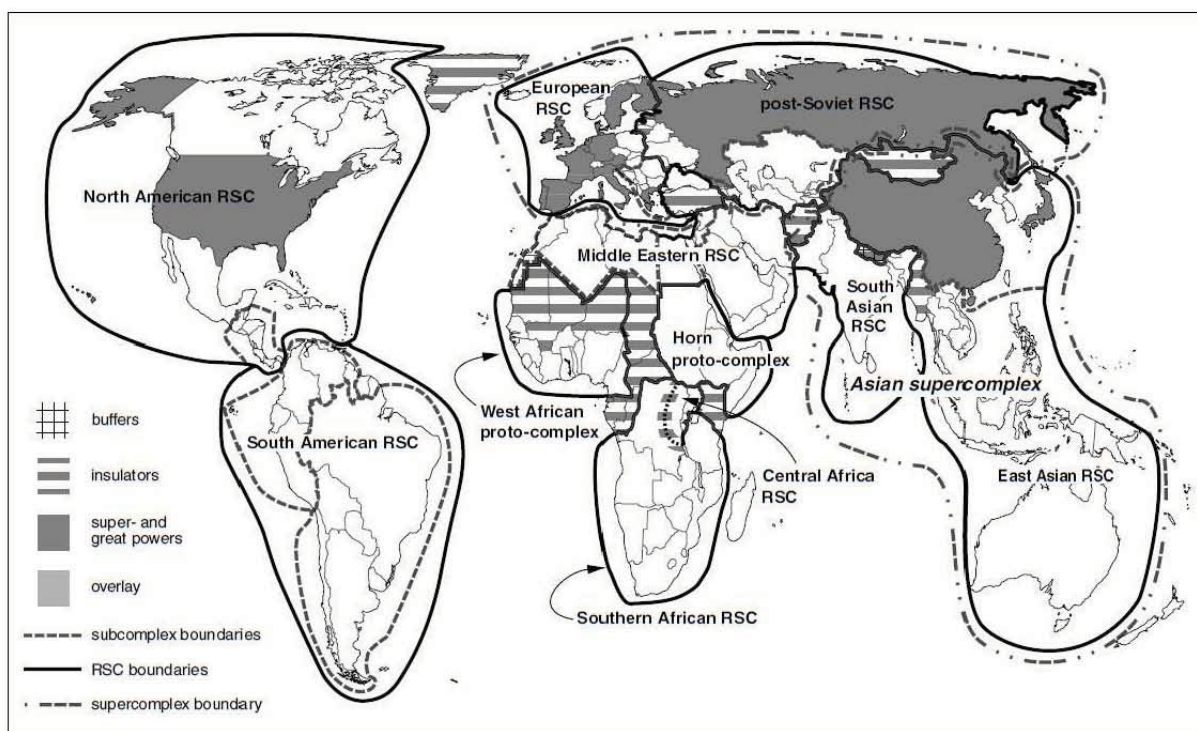 European
RSC
post-Soviet RSC
North American RSC
Middle Eastern RSC
South
Asian
RSC
Horn
proto-complex
Asian supercomplex
West African
proto-complex
South American RSC
Central Africa
RSC
East Asian RSC
Southern African RSC
buffers
insulators
super- and
great powers
overlay
subcomplex boundaries
RSC boundaries
supercomplex boundary